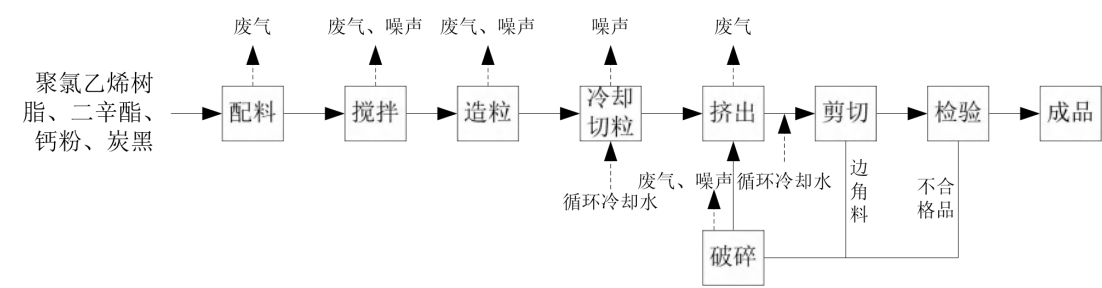 废气
废气、噪声
废气、噪声
噪声
废气
聚氯乙烯树
脂、二辛酯、
钙粉、炭黑
配料
搅拌
造粒
冷却
切粒
挤出
剪切
检验
成品
循环冷却水
废气、噪声
循环冷却水
边
角
料
不合
格品
破碎